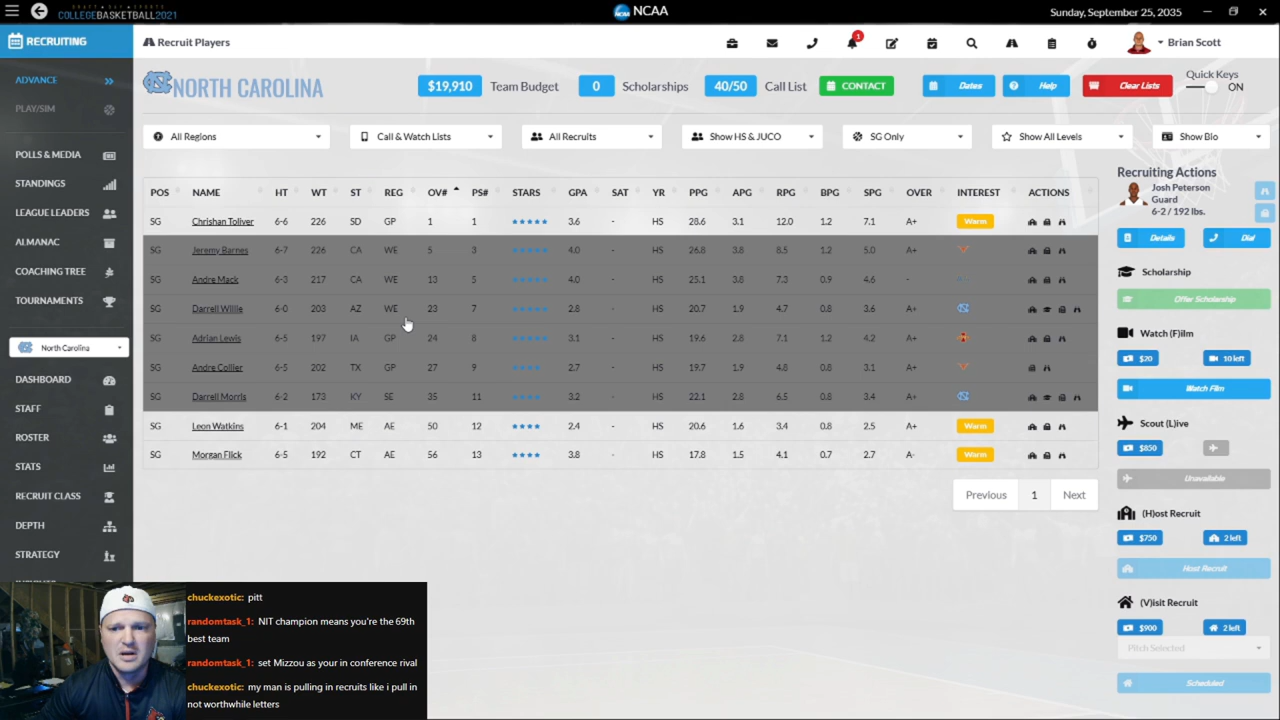 DRAFT DAY SPORTS
COLLEGEBASKETBALL2021
NCAA
Sunday, September 25, 2035
RECRUITING
Recruit Players
1
Brian Scott
ADVANCE
PLAY/SIM
POLLS & MEDIA
STANDINGS
LEAGUE LEADERS
ALMANAC
COACHING TREE
TOURNAMENTS
North Carolina
DASHBOARD
STAFF
ROSTER
STATS
RECRUIT CLASS
DEPTH
STRATEGY
NORTH CAROLINA
$19,910 Team Budget 0 Scholarships 40/50 Call List CONTACT Dates Help Clear Lists
Quick Keys
ON
All Regions Call & Watch Lists All Recruits Show HS & JUCO SG Only Show All Levels Show Bio
POS NAME HT WT ST REG OV# PS# STARS GPA SAT YR PPG APG RPG BPG SPG OVER INTEREST ACTIONS
SG Chrishan Toliver 6-6 226 SD GP 1 1 3.6 - HS 28.6 3.1 12.0 1.2 7.1 A+ Warm
SG Jeremy Barnes 6-7 226 CA WE 5 3 4.0 - HS 26.8 3.8 8.5 1.2 5.0 A+
SG Andre Mack 6-3 217 CA WE 13 5 4.0 - HS 25.1 3.8 7.3 0.9 4.6 A+
SG Darrell Willie 6-0 203 AZ WE 23 7 2.8 - HS 20.7 1.9 4.7 0.8 3.6 A+
SG Adrian Lewis 6-5 197 IA GP 24 8 3.1 - HS 19.6 2.8 7.1 1.2 4.2 A+
SG Andre Collier 6-5 202 TX GP 27 9 2.7 - HS 19.7 1.9 4.8 0.8 3.1 A+
SG Darrell Morris 6-2 173 KY SE 35 11 3.2 - HS 22.1 2.8 6.5 0.8 3.4 A+
SG Leon Watkins 6-1 204 ME AE 50 12 2.4 - HS 20.6 1.6 3.4 0.8 2.5 A+ Warm
SG Morgan Flick 6-5 192 CT AE 13 3.8 - HS 17.8 1.5 4.1 0.7 2.7 A- Warm
Previous 1 Next
Recruiting Actions
Josh Peterson
Guard
6-2 / 192 lbs.
Details Dial
Scholarship
Offer Scholarship
Watch (F)ilm
$20 10 left
Watch Film
Scout (L)ive
$850
Unavailable
(H)ost Recruit
$750 2 left
Host Recruit
(V)isit Recruit
$900 2 left
Pitch Selected
Scheduled
chuckexotic: pitt
randomtask_1: NIT champion means you're the 69th
best team
randomtask_1: set Mizzou as your in conference rival
chuckexotic: my man is pulling in recruits like i pull in
not worthwhile letters